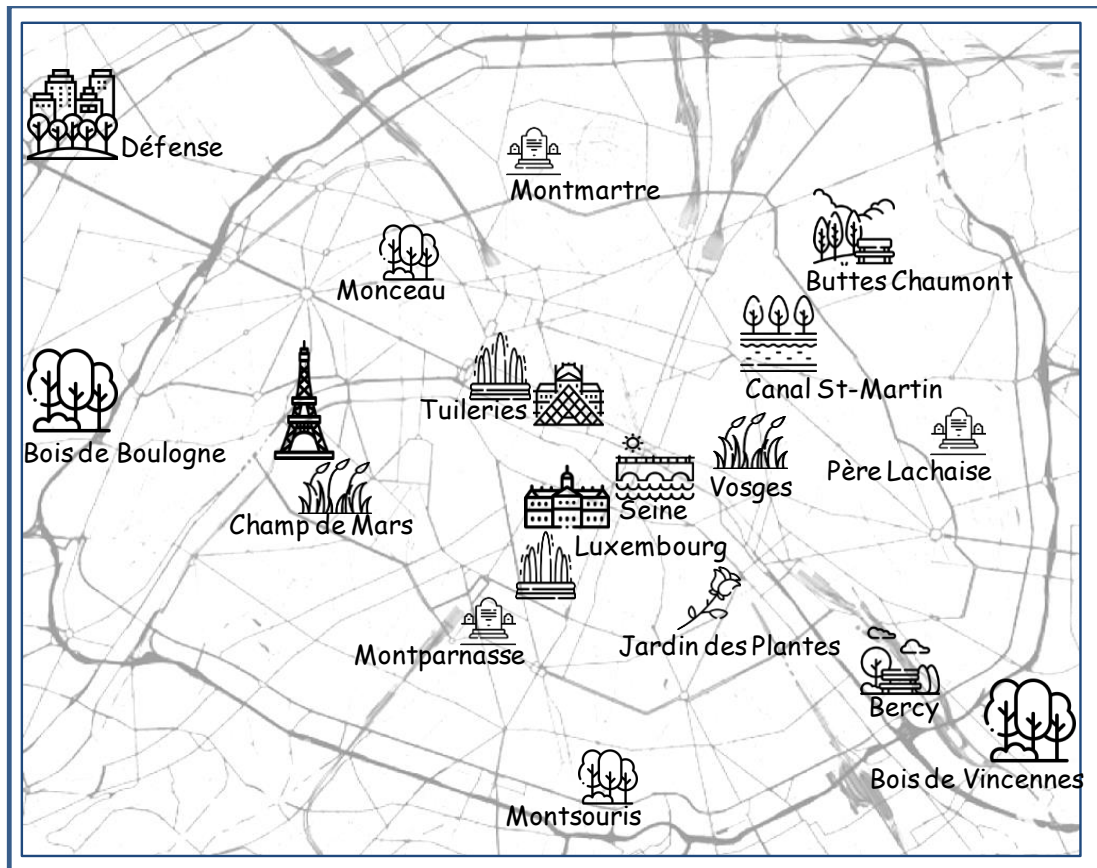 Défense
Montmartre
Buttes Chaumont
Monceau
Canal St-Martin
Tuileries
Bois de Boulogne
Père Lachaise
Vosges
Champ de Mars
Seine
Luxembourg
Jardin des Plantes
Montparnasse
Bercy
Bois de Vincennes
Montsouris